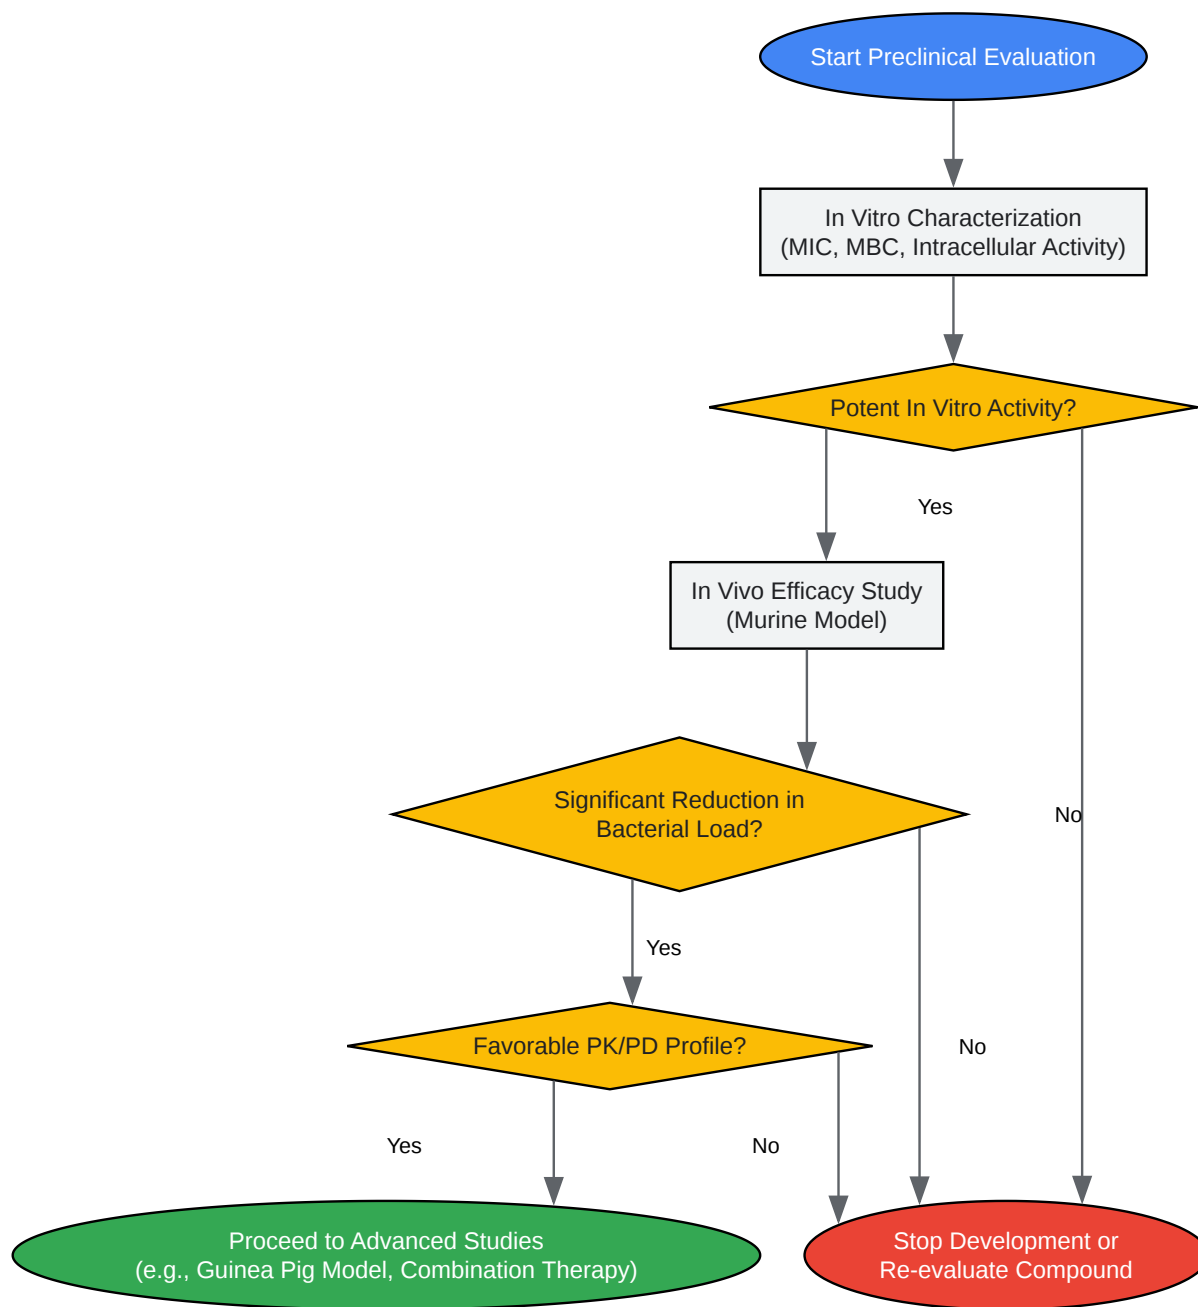 Start Preclinical Evaluation
In Vitro Characterization
(MIC, MBC, Intracellular Activity)
Potent In Vitro Activity?
Yes
In Vivo Efficacy Study
(Murine Model)
Significant Reduction in
Bacterial Load?
No
Yes
Favorable PK/PD Profile?
No
Yes
No
Proceed to Advanced Studies
(e.g., Guinea Pig Model, Combination Therapy)
Stop Development or
Re-evaluate Compound